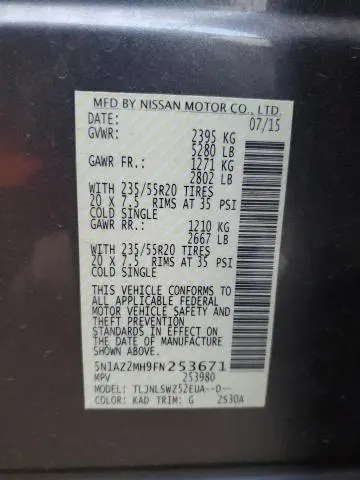 MFD BY NISSAN MOTOR CO., LTD.
DATE: 07/15
GVWR: 2395 KG
5280 LB
GAWR FR.: 1271 KG
2802 LB
WITH 235/55R20 TIRES
20 X 7.5 RIMS AT 35 PSI
COLD SINGLE
GAWR RR.: 1210 KG
2667 LB
WITH 235/55R20 TIRES
20 X 7.5 RIMS AT 35 PSI
COLD SINGLE
THIS VEHICLE CONFORMS TO
ALL APPLICABLE FEDERAL
MOTOR VEHICLE SAFETY AND
THEFT PREVENTION
STANDARDS IN EFFECT ON THE
DATE OF MANUFACTURE
SHOWN ABOVE.
5N1AZ2MH9FN253671
MPV 253980
MODEL: TLJNLSWZ52EUA--D--
COLOR: KAD TRIM: G 2S30A